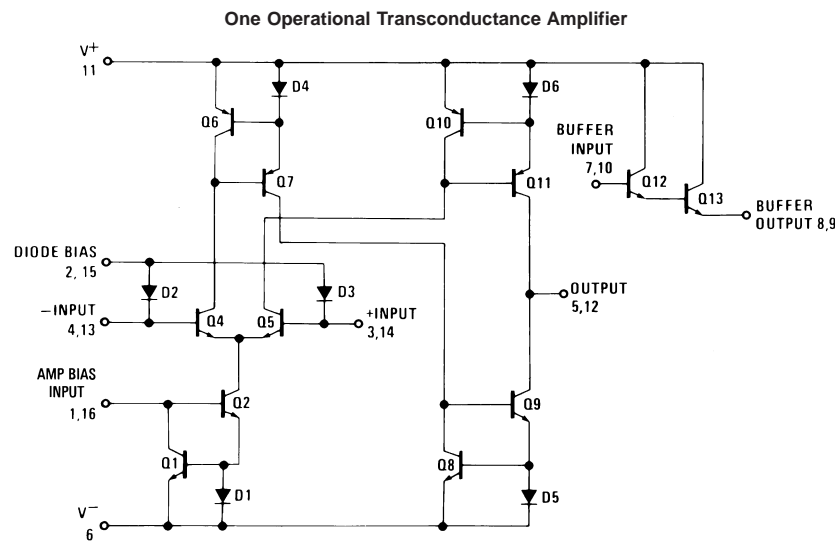 One Operational Transconductance Amplifier
V+
11
D4
D6
Q6
Q10
BUFFER
INPUT
7,10
Q7
Q11
Q12
Q13
BUFFER
OUTPUT 8,9
DIODE BIAS
2, 15
D2
D3
OUTPUT
5,12
—INPUT
4,13
Q4
Q5
+INPUT
3,14
AMP BIAS
INPUT
1,16
Q2
Q9
Q1
Q8
D1
D5
V—
6